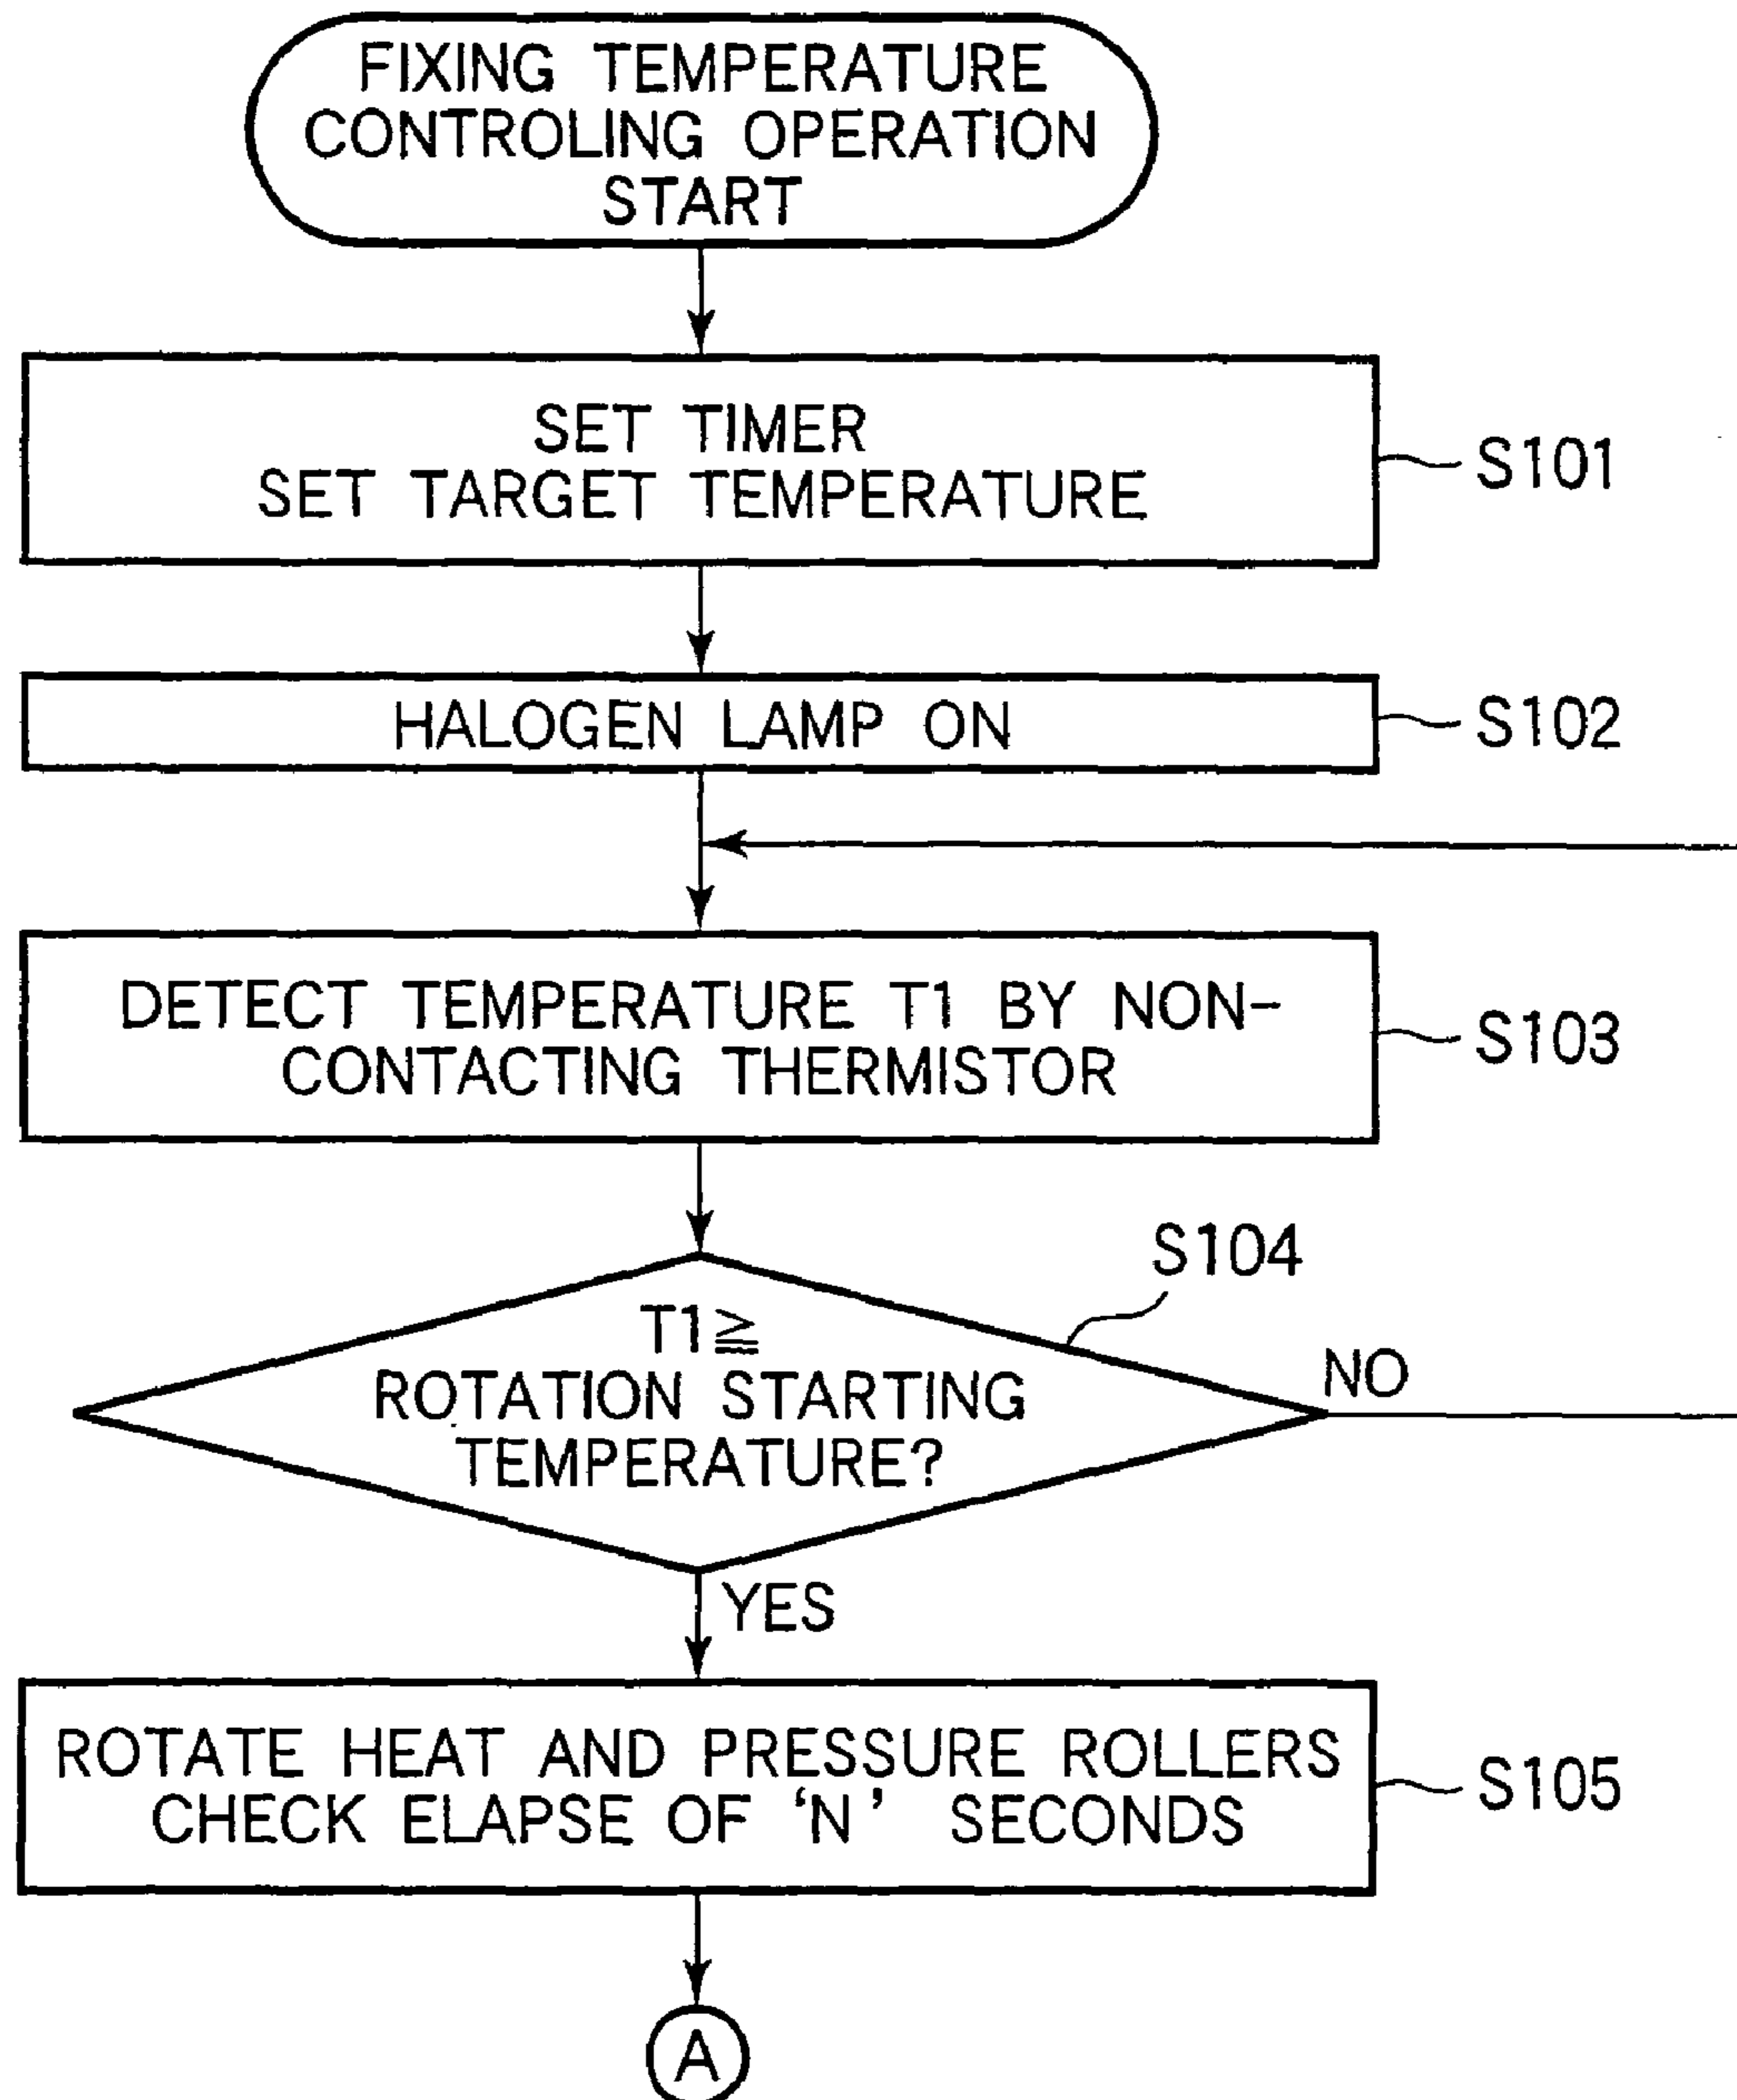 FIXING TEMPERATURE
CONTROLING OPERATION
START
SET TIMER
SET TARGET TEMPERATURE
S101
HALOGEN LAMP ON
S102
DETECT TEMPERATURE T1 BY NON-
CONTACTING THERMISTOR
S103
S104
T1≧
ROTATION STARTING
TEMPERATURE?
NO
YES
ROTATE HEAT AND PRESSURE ROLLERS
CHECK ELAPSE OF ‘N’ SECONDS
S105
A